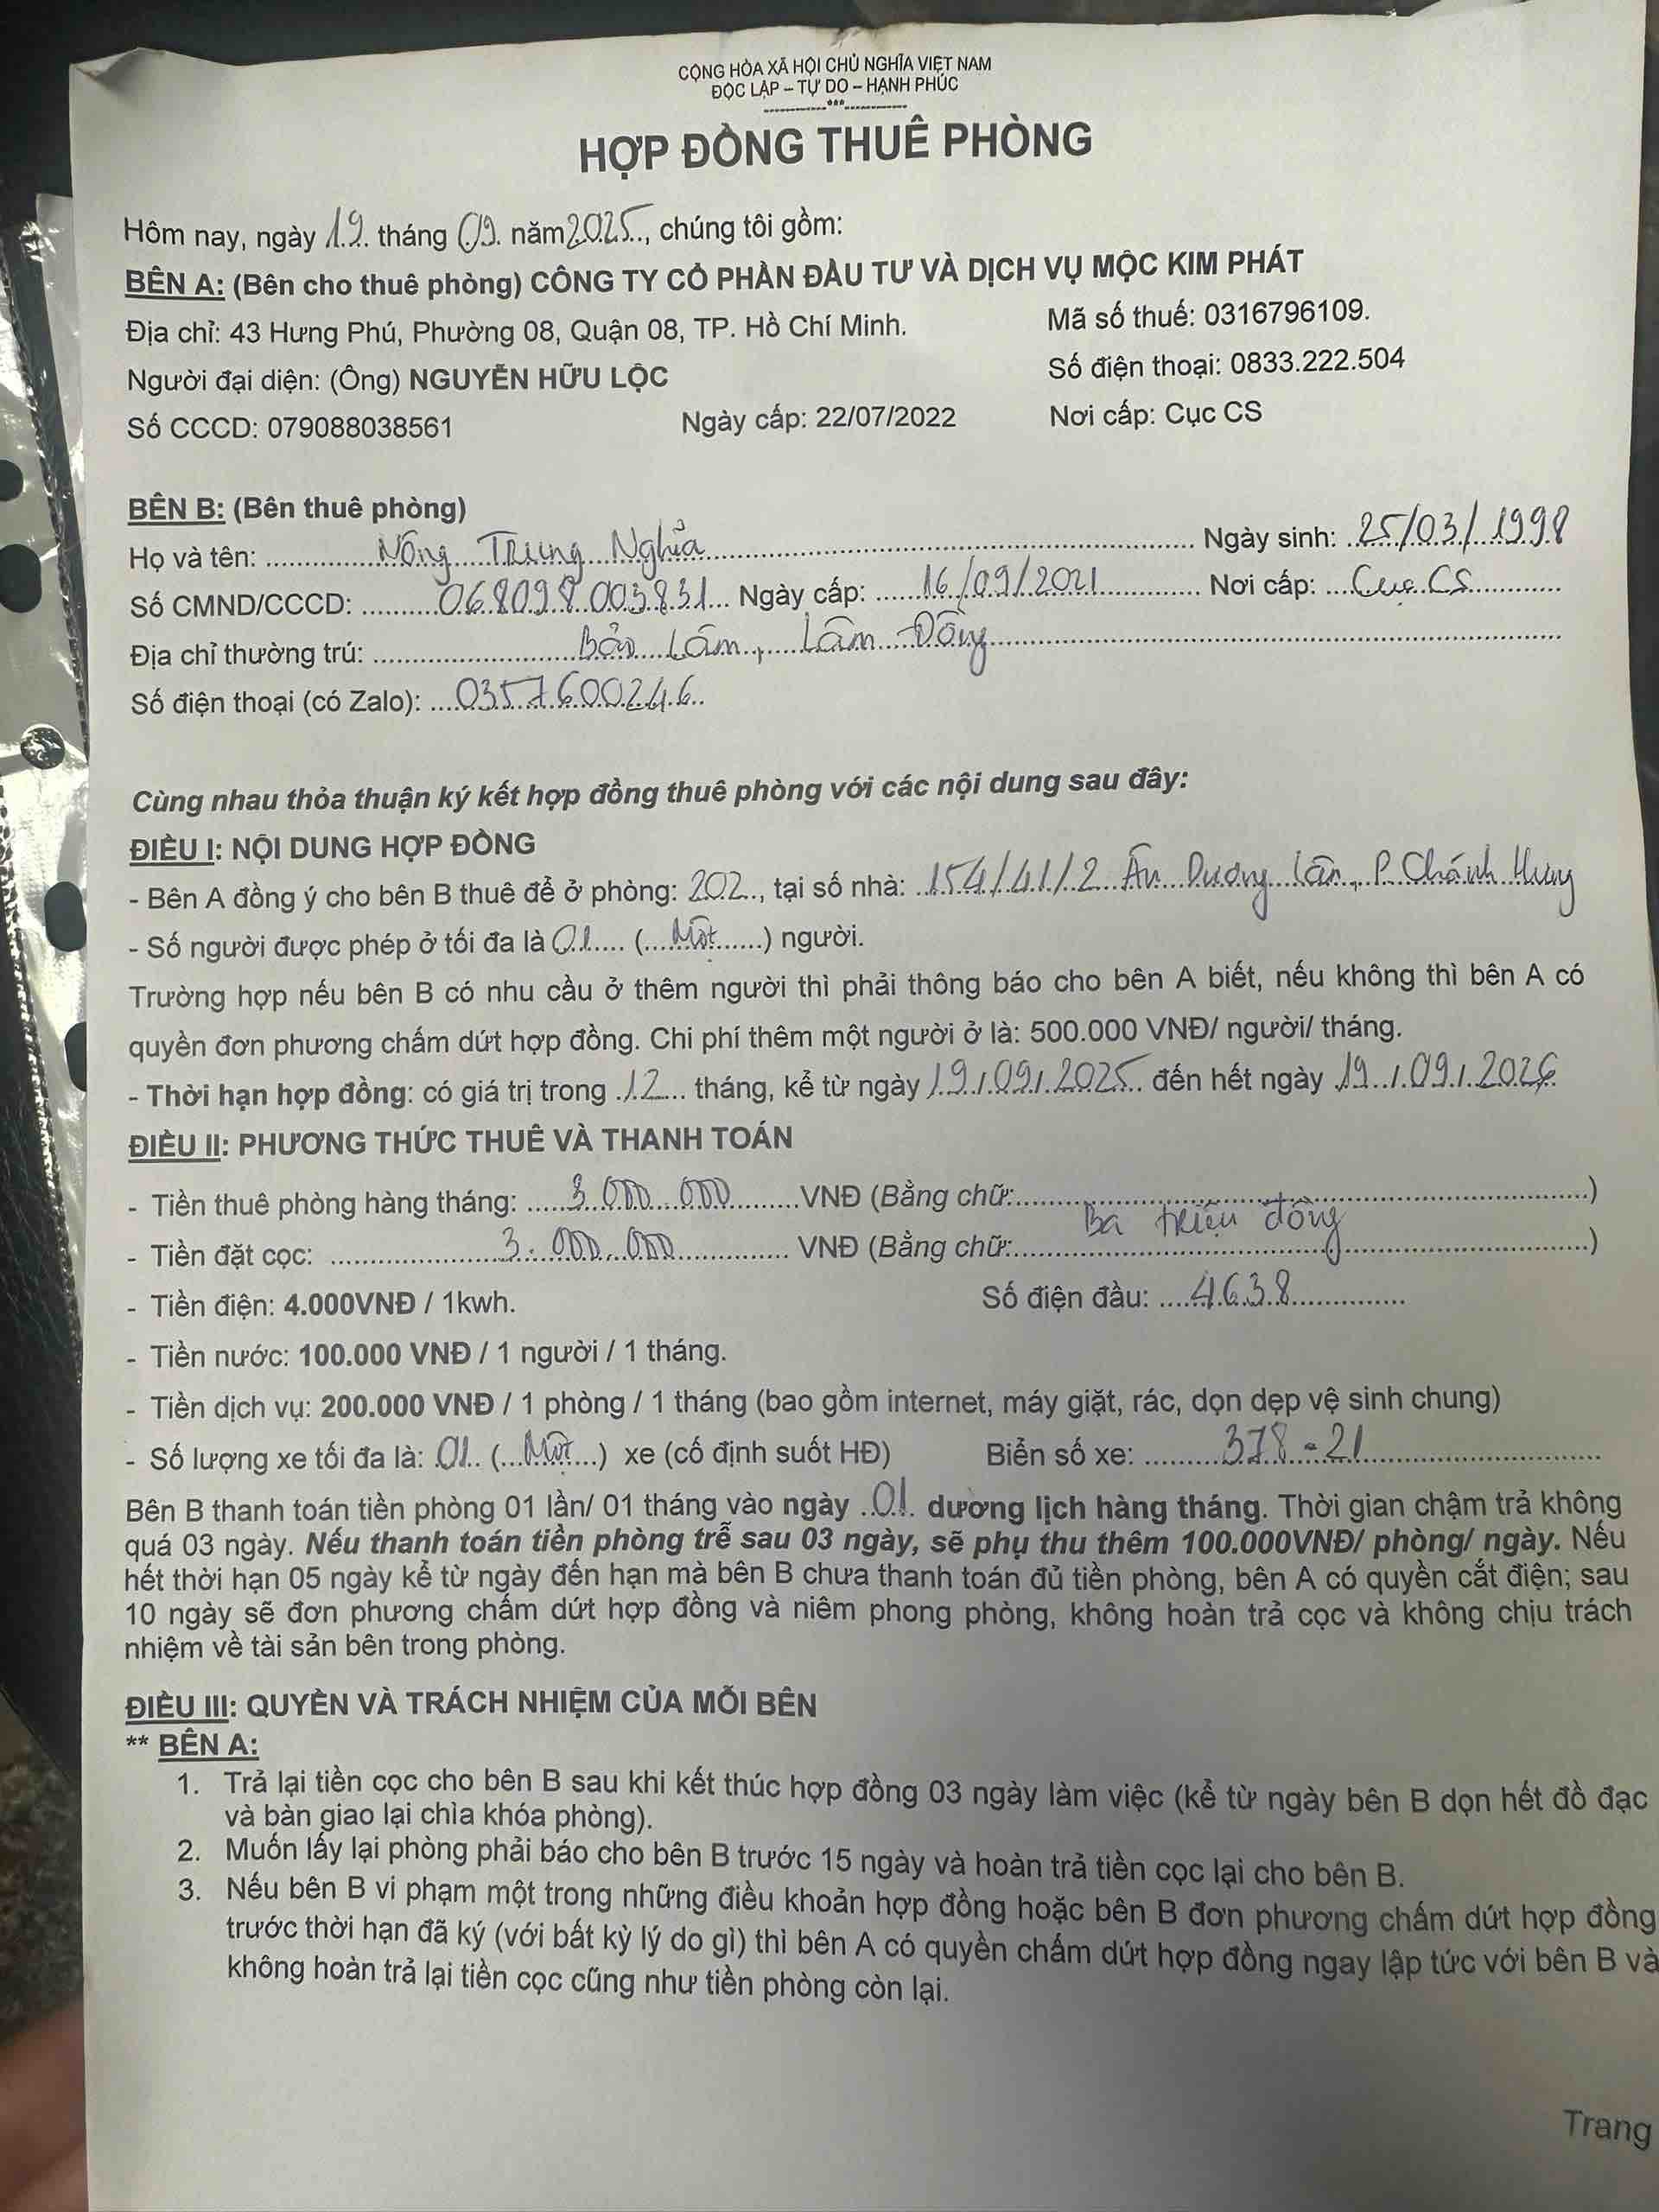 CỘNG HÒA XÃ HỘI CHỦ NGHĨA VIỆT NAM
ĐỘC LẬP – TỰ DO – HẠNH PHÚC
------------***------------
HỢP ĐỒNG THUÊ PHÒNG
Hôm nay, ngày 19 tháng 09 năm 2025, chúng tôi gồm:
BÊN A: (Bên cho thuê phòng) CÔNG TY CỔ PHẦN ĐẦU TƯ VÀ DỊCH VỤ MỘC KIM PHÁT
Địa chỉ: 43 Hưng Phú, Phường 08, Quận 08, TP. Hồ Chí Minh. Mã số thuế: 0316796109.
Người đại diện: (Ông) NGUYỄN HỮU LỘC Số điện thoại: 0833.222.504
Số CCCD: 079088038561 Ngày cấp: 22/07/2022 Nơi cấp: Cục CS
BÊN B: (Bên thuê phòng)
Họ và tên: Nông Trung Nghĩa Ngày sinh: 25/03/1998
Số CMND/CCCD: 068098003831 Ngày cấp: 16/09/2021 Nơi cấp: Cục CS
Địa chỉ thường trú: Bảo Lâm, Lâm Đồng
Số điện thoại (có Zalo): 0357600246
Cùng nhau thỏa thuận ký kết hợp đồng thuê phòng với các nội dung sau đây:
ĐIỀU I: NỘI DUNG HỢP ĐỒNG
- Bên A đồng ý cho bên B thuê để ở phòng: 202, tại số nhà: 154/41/2 Âu Dương Lân, P. Chánh Hưng
- Số người được phép ở tối đa là 01 (Một) người.
Trường hợp nếu bên B có nhu cầu ở thêm người thì phải thông báo cho bên A biết, nếu không thì bên A có
quyền đơn phương chấm dứt hợp đồng. Chi phí thêm một người ở là: 500.000 VNĐ/ người/ tháng.
- Thời hạn hợp đồng: có giá trị trong 12 tháng, kể từ ngày 19/09/2025 đến hết ngày 19/09/2026
ĐIỀU II: PHƯƠNG THỨC THUÊ VÀ THANH TOÁN
- Tiền thuê phòng hàng tháng: 3.000.000 VNĐ (Bằng chữ: )
Ba triệu đồng
- Tiền đặt cọc: 3.000.000 VNĐ (Bằng chữ: )
- Tiền điện: 4.000VNĐ / 1kwh. Số điện đầu: 4638
- Tiền nước: 100.000 VNĐ / 1 người / 1 tháng.
- Tiền dịch vụ: 200.000 VNĐ / 1 phòng / 1 tháng (bao gồm internet, máy giặt, rác, dọn dẹp vệ sinh chung)
- Số lượng xe tối đa là: 01 (Một) xe (cố định suốt HĐ) Biển số xe: 378-21
Bên B thanh toán tiền phòng 01 lần/ 01 tháng vào ngày 01 dương lịch hàng tháng. Thời gian chậm trả không
quá 03 ngày. Nếu thanh toán tiền phòng trễ sau 03 ngày, sẽ phụ thu thêm 100.000VNĐ/ phòng/ ngày. Nếu
hết thời hạn 05 ngày kể từ ngày đến hạn mà bên B chưa thanh toán đủ tiền phòng, bên A có quyền cắt điện; sau
10 ngày sẽ đơn phương chấm dứt hợp đồng và niêm phong phòng, không hoàn trả cọc và không chịu trách
nhiệm về tài sản bên trong phòng.
ĐIỀU III: QUYỀN VÀ TRÁCH NHIỆM CỦA MỖI BÊN
** BÊN A:
1. Trả lại tiền cọc cho bên B sau khi kết thúc hợp đồng 03 ngày làm việc (kể từ ngày bên B dọn hết đồ đạc
và bàn giao lại chìa khóa phòng).
2. Muốn lấy lại phòng phải báo cho bên B trước 15 ngày và hoàn trả tiền cọc lại cho bên B.
3. Nếu bên B vi phạm một trong những điều khoản hợp đồng hoặc bên B đơn phương chấm dứt hợp đồng
trước thời hạn đã ký (với bất kỳ lý do gì) thì bên A có quyền chấm dứt hợp đồng ngay lập tức với bên B và
không hoàn trả lại tiền cọc cũng như tiền phòng còn lại.
Trang